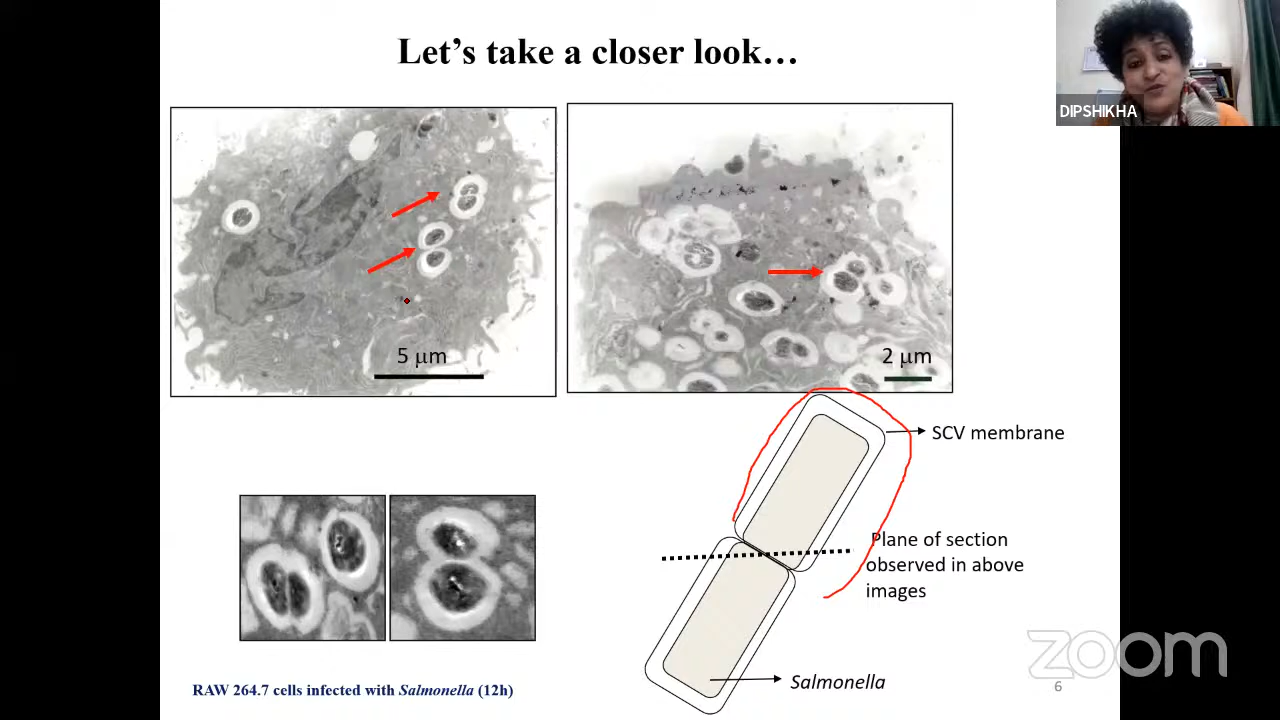 Let's take a closer look…
DIPSHIKHA
5 μm
2 μm
SCV membrane
Plane of section
observed in above
images
Salmonella
RAW 264.7 cells infected with Salmonella (12h)
zoom
6